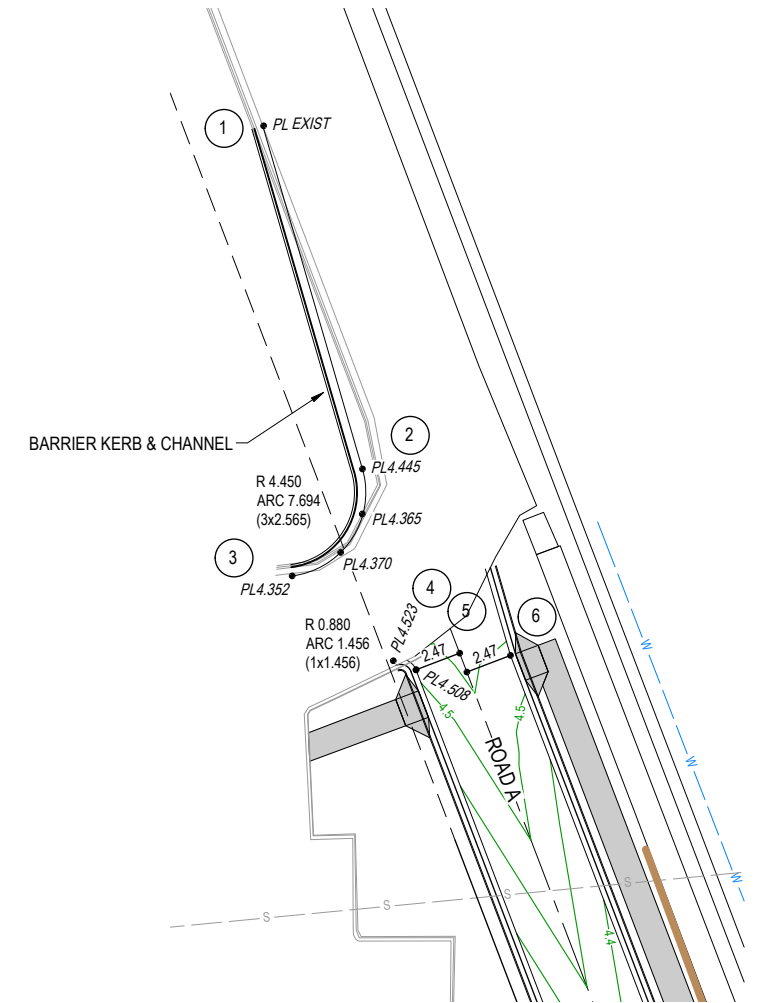 1
PL EXIST
BARRIER KERB & CHANNEL
2
PL4.445
R 4.450
ARC 7.694
(3x2.565)
PL4.365
3
PL4.370
PL4.352
4
PL4.523
R 0.880
ARC 1.456
(1x1.456)
5
6
2.47
2.47
PL4.508
4.5
4.5
ROAD A
W
W
W
S
S
S
S
4.4